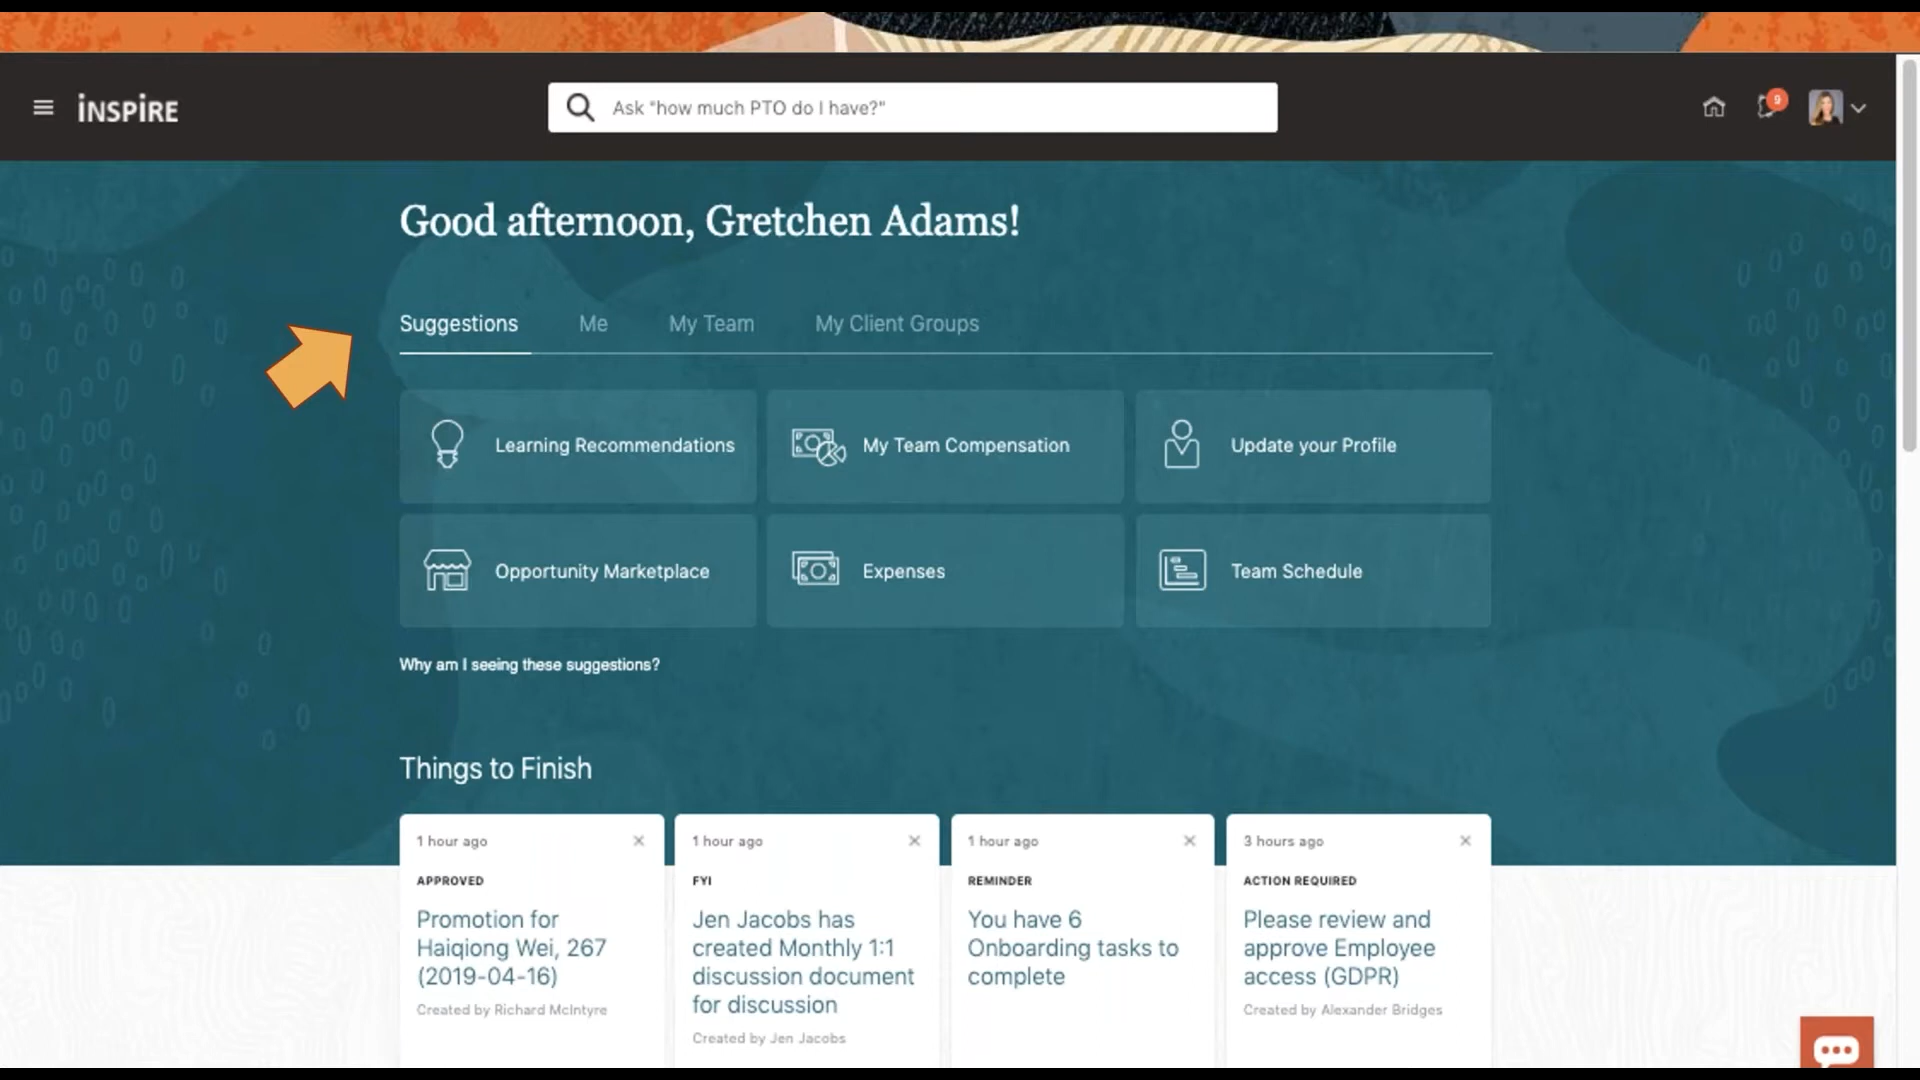 iNSPiRE
Ask "how much PTO do I have?"
9
Good afternoon, Gretchen Adams!
Suggestions Me My Team My Client Groups
Learning Recommendations
My Team Compensation
Update your Profile
Opportunity Marketplace
Expenses
Team Schedule
Why am I seeing these suggestions?
Things to Finish
1 hour ago
APPROVED
Promotion for
Haiqiong Wei, 267
(2019-04-16)
Created by Richard McIntyre
1 hour ago
FYI
Jen Jacobs has
created Monthly 1:1
discussion document
for discussion
Created by Jen Jacobs
1 hour ago
REMINDER
You have 6
Onboarding tasks to
complete
3 hours ago
ACTION REQUIRED
Please review and
approve Employee
access (GDPR)
Created by Alexander Bridges